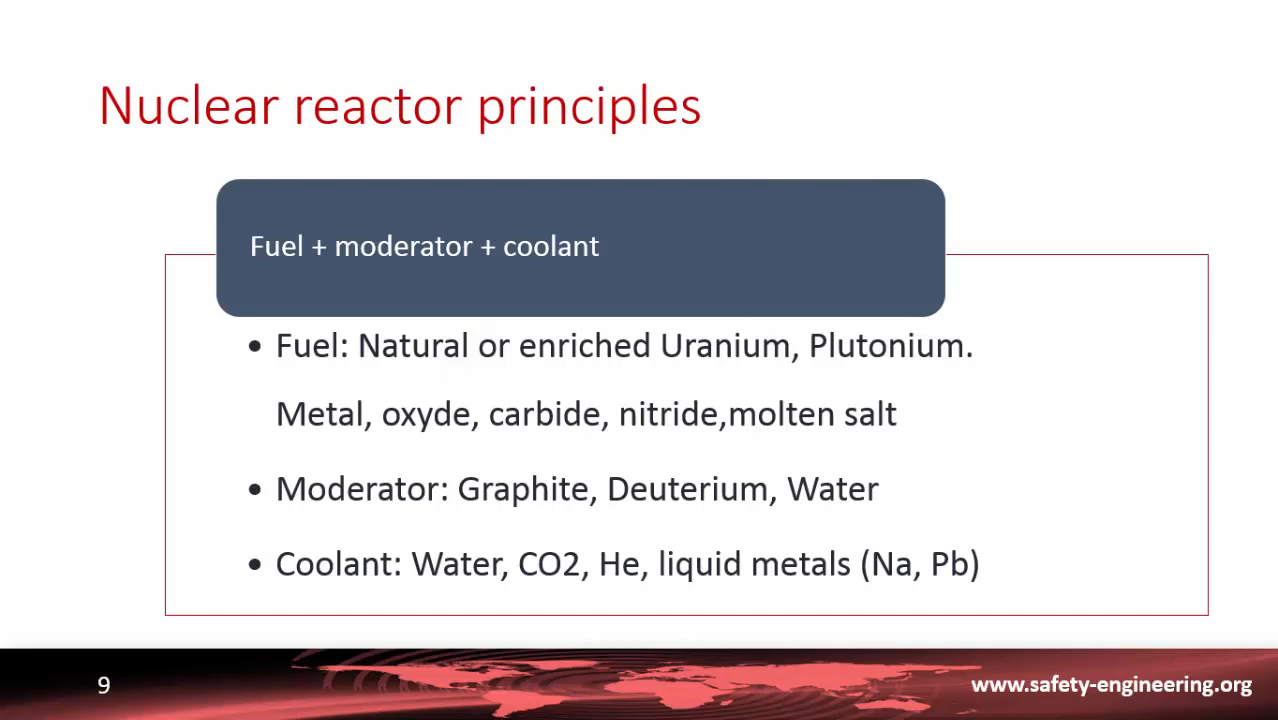 Nuclear reactor principles
Fuel + moderator + coolant
• Fuel: Natural or enriched Uranium, Plutonium.
Metal, oxyde, carbide, nitride,molten salt
• Moderator: Graphite, Deuterium, Water
• Coolant: Water, CO2, He, liquid metals (Na, Pb)
9
www.safety-engineering.org